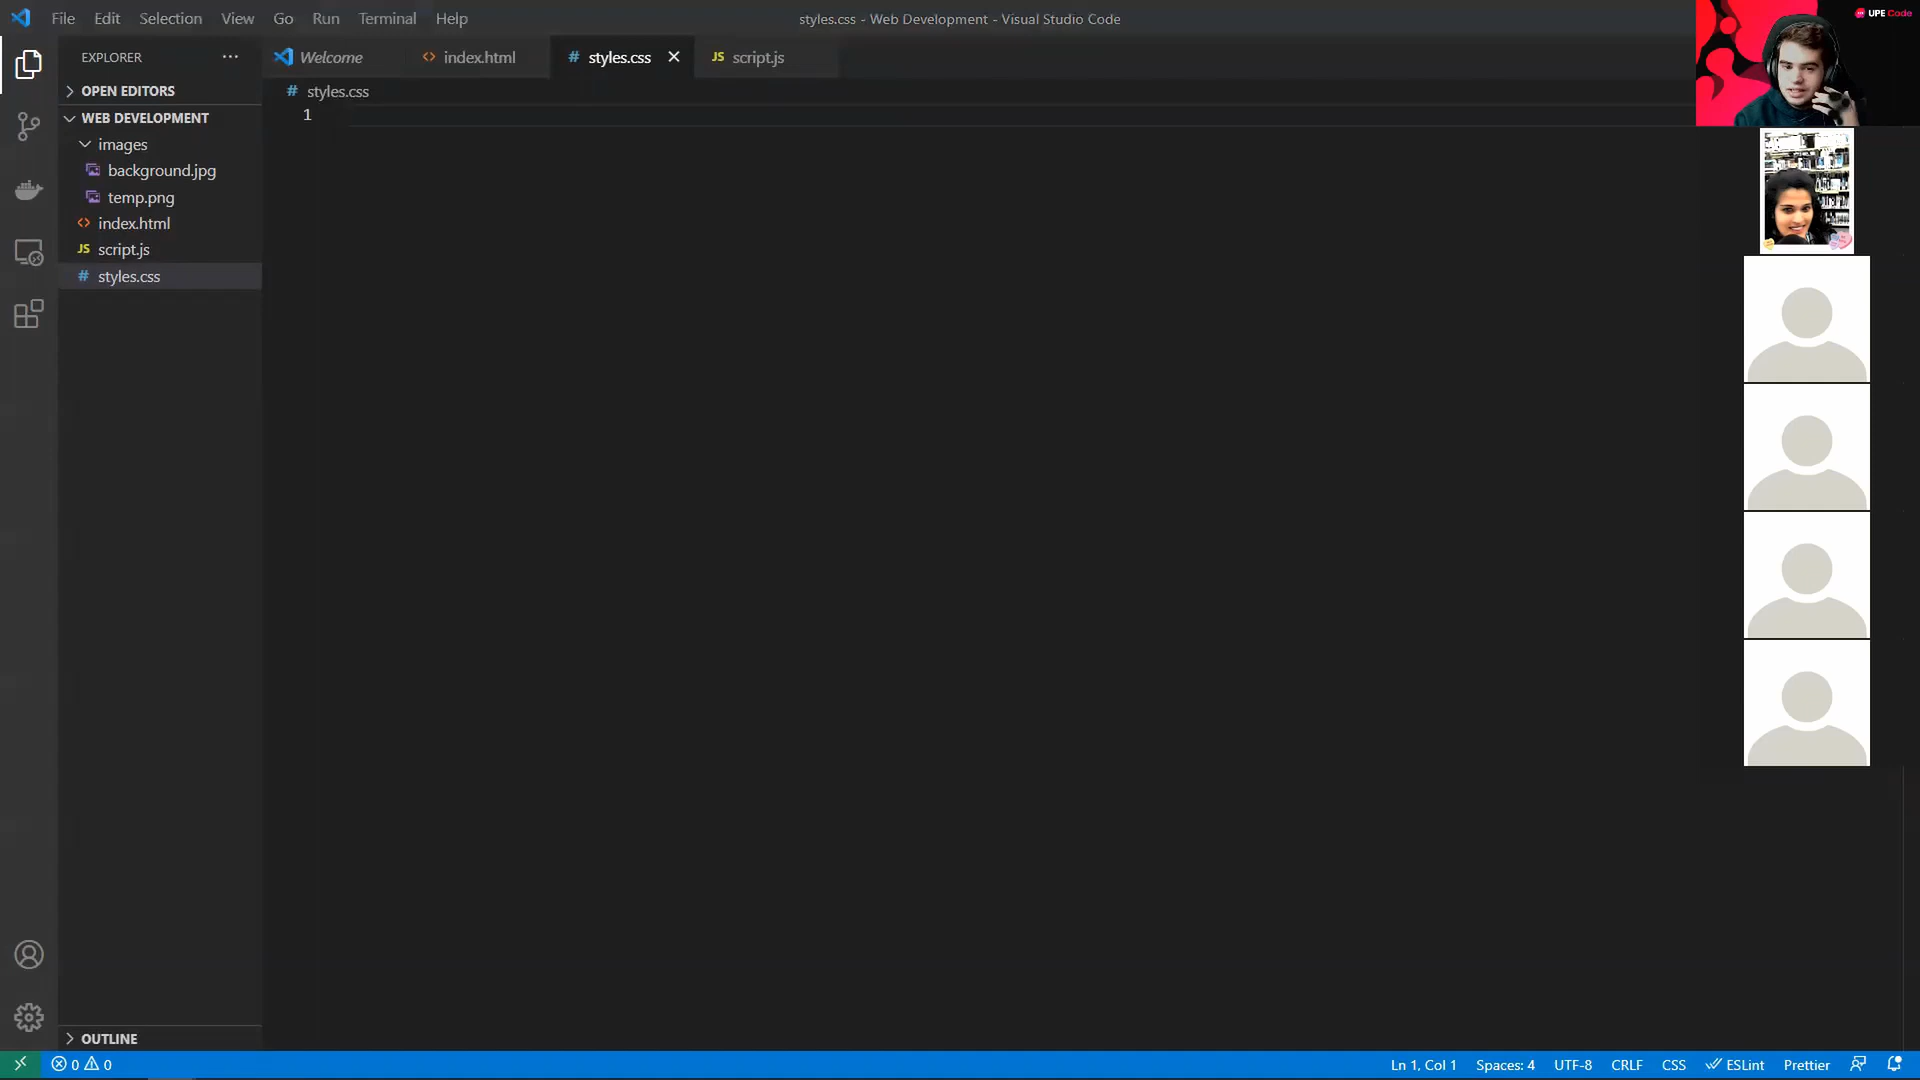 File Edit Selection View Go Run Terminal Help
styles.css - Web Development - Visual Studio Code
UPE Code
EXPLORER
Welcome
index.html
styles.css
JS script.js
OPEN EDITORS
# styles.css
WEB DEVELOPMENT
1
images
background.jpg
temp.png
index.html
JS script.js
# styles.css
OUTLINE
0 0
Ln 1, Col 1 Spaces: 4 UTF-8 CRLF CSS ESLint Prettier